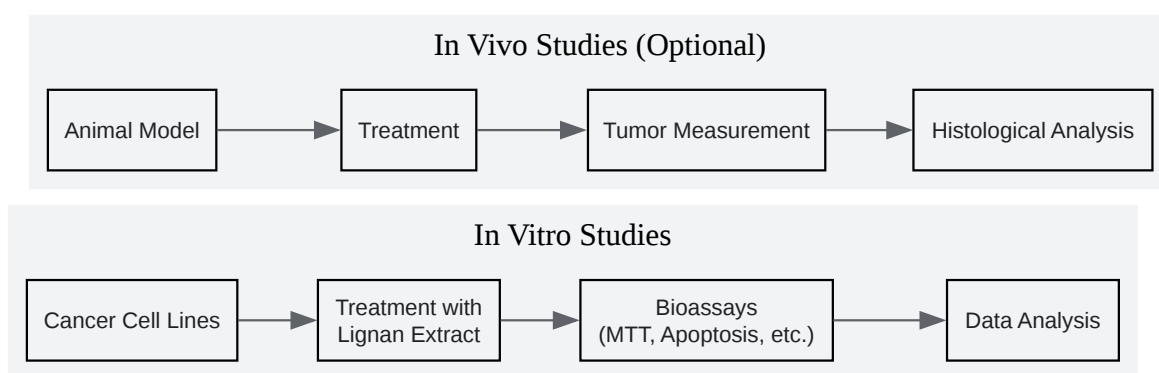 In Vivo Studies (Optional)
Animal Model
Treatment
Tumor Measurement
Histological Analysis
In Vitro Studies
Cancer Cell Lines
Treatment with
Lignan Extract
Bioassays
(MTT, Apoptosis, etc.)
Data Analysis